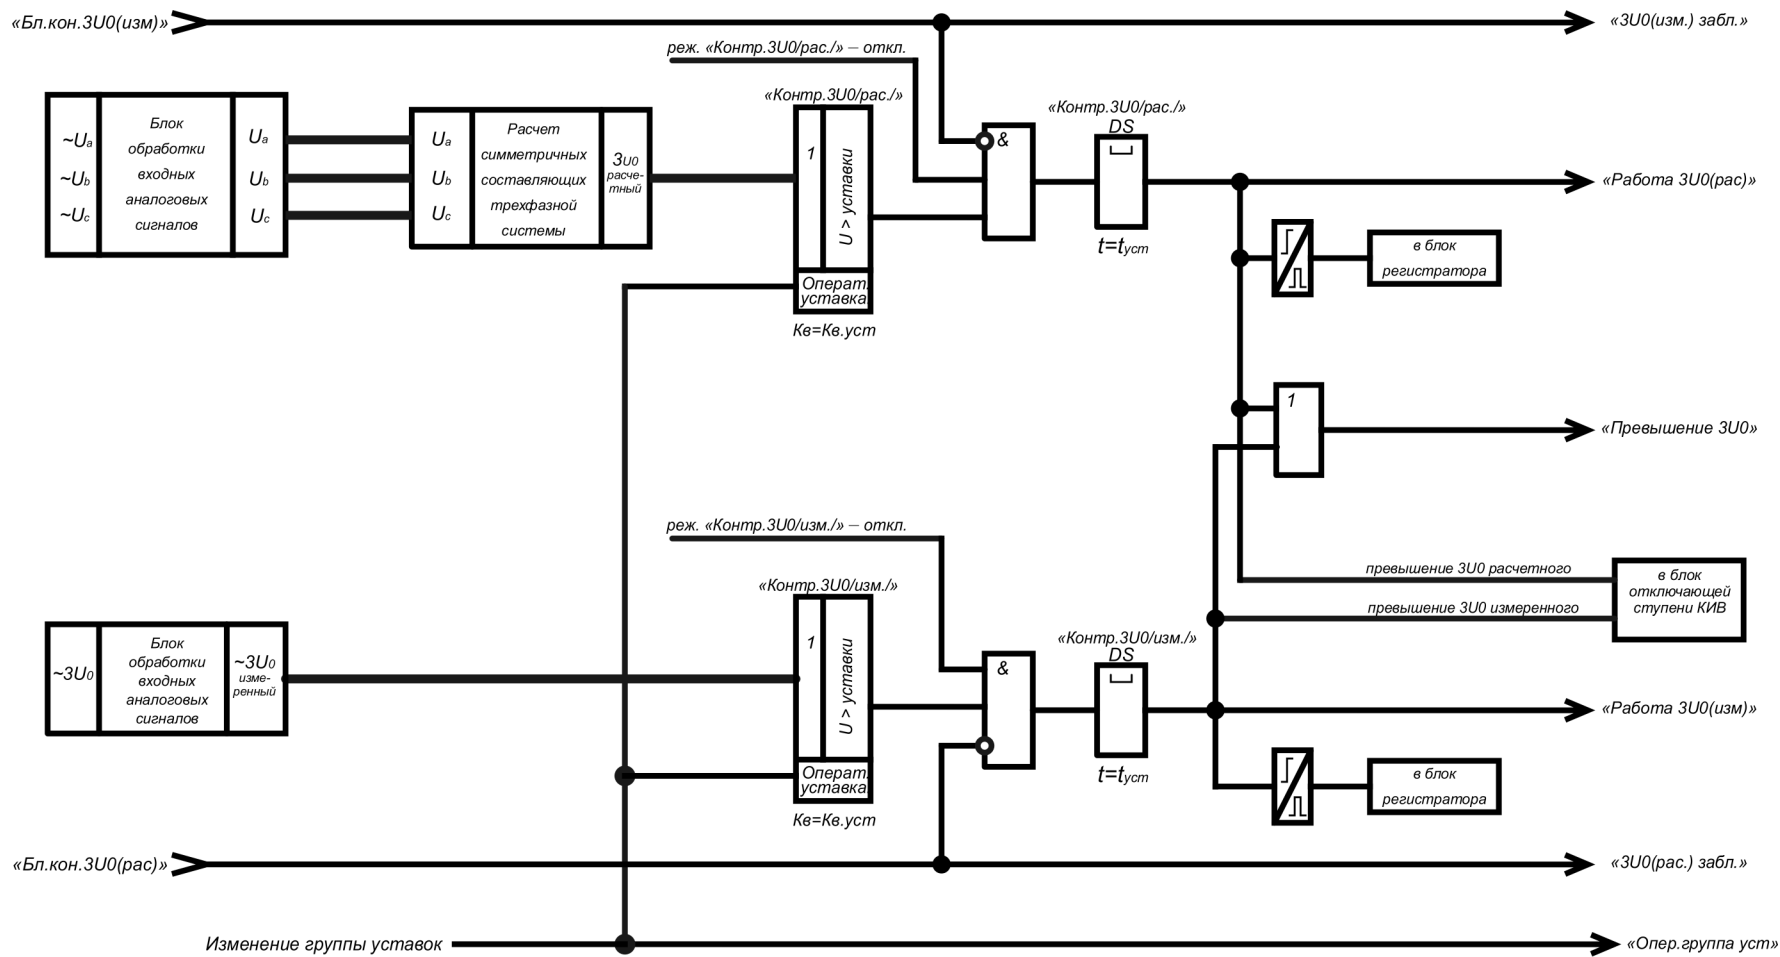 «Бл.кон.3U0(изм)»
«3U0(изм.) забл.»
реж. «Контр.3U0/рас./» – откл.
«Контр.3U0/рас./»
«Контр.3U0/рас./»
DS
~Ua
~Ub
~Uc
Блок
обработки
входных
аналоговых
сигналов
Ua
Ub
Uc
Ua
Ub
Uc
Расчет
симметричных
составляющих
трехфазной
системы
3U0
расче-
тный
1
U > уставки
Операт.
уставка
Кв=Кв.уст
&
t=tуст
«Работа 3U0(рас)»
в блок
регистратора
1
«Превышение 3U0»
реж. «Контр.3U0/изм./» – откл.
«Контр.3U0/изм./»
превышение 3U0 расчетного
превышение 3U0 измеренного
в блок
отключающей
ступени КИВ
~3U0
Блок
обработки
входных
аналоговых
сигналов
~3U0
изме-
ренный
1
U > уставки
Операт.
уставка
Кв=Кв.уст
&
«Контр.3U0/изм./»
DS
t=tуст
«Работа 3U0(изм)»
в блок
регистратора
«Бл.кон.3U0(рас)»
«3U0(рас.) забл.»
Изменение группы уставок
«Опер.группа уст»